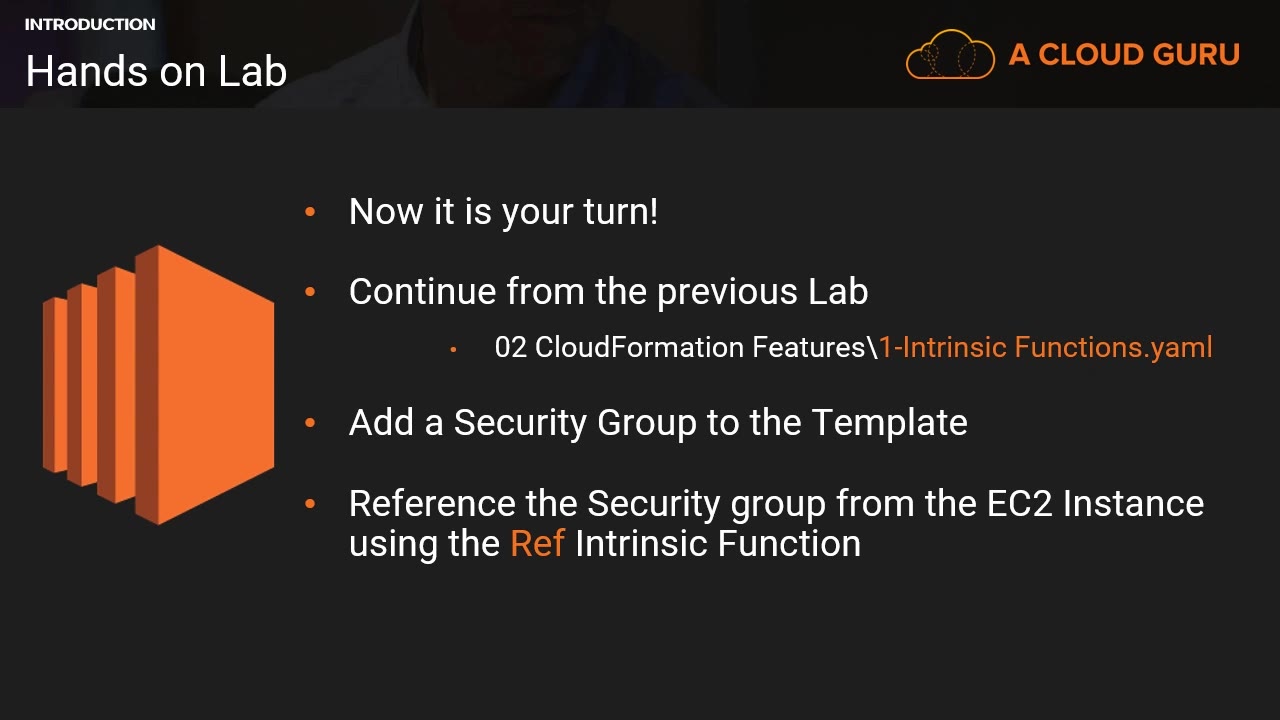 INTRODUCTION
Hands on Lab
A CLOUD GURU
• Now it is your turn!
• Continue from the previous Lab
• 02 CloudFormation Features\1-Intrinsic Functions.yaml
• Add a Security Group to the Template
• Reference the Security group from the EC2 Instance
using the Ref Intrinsic Function